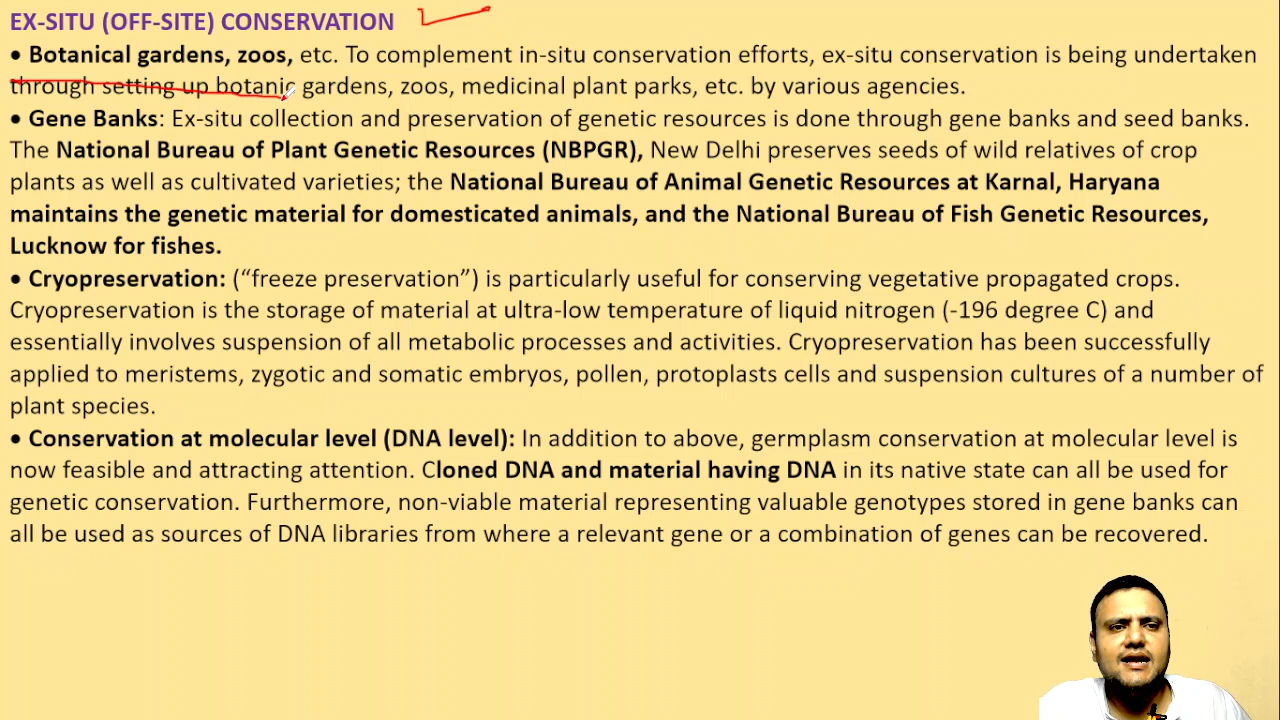 EX-SITU (OFF-SITE) CONSERVATION
• Botanical gardens, zoos, etc. To complement in-situ conservation efforts, ex-situ conservation is being undertaken
through setting up botanic gardens, zoos, medicinal plant parks, etc. by various agencies.
• Gene Banks: Ex-situ collection and preservation of genetic resources is done through gene banks and seed banks.
The National Bureau of Plant Genetic Resources (NBPGR), New Delhi preserves seeds of wild relatives of crop
plants as well as cultivated varieties; the National Bureau of Animal Genetic Resources at Karnal, Haryana
maintains the genetic material for domesticated animals, and the National Bureau of Fish Genetic Resources,
Lucknow for fishes.
• Cryopreservation: (“freeze preservation”) is particularly useful for conserving vegetative propagated crops.
Cryopreservation is the storage of material at ultra-low temperature of liquid nitrogen (-196 degree C) and
essentially involves suspension of all metabolic processes and activities. Cryopreservation has been successfully
applied to meristems, zygotic and somatic embryos, pollen, protoplasts cells and suspension cultures of a number of
plant species.
• Conservation at molecular level (DNA level): In addition to above, germplasm conservation at molecular level is
now feasible and attracting attention. Cloned DNA and material having DNA in its native state can all be used for
genetic conservation. Furthermore, non-viable material representing valuable genotypes stored in gene banks can
all be used as sources of DNA libraries from where a relevant gene or a combination of genes can be recovered.